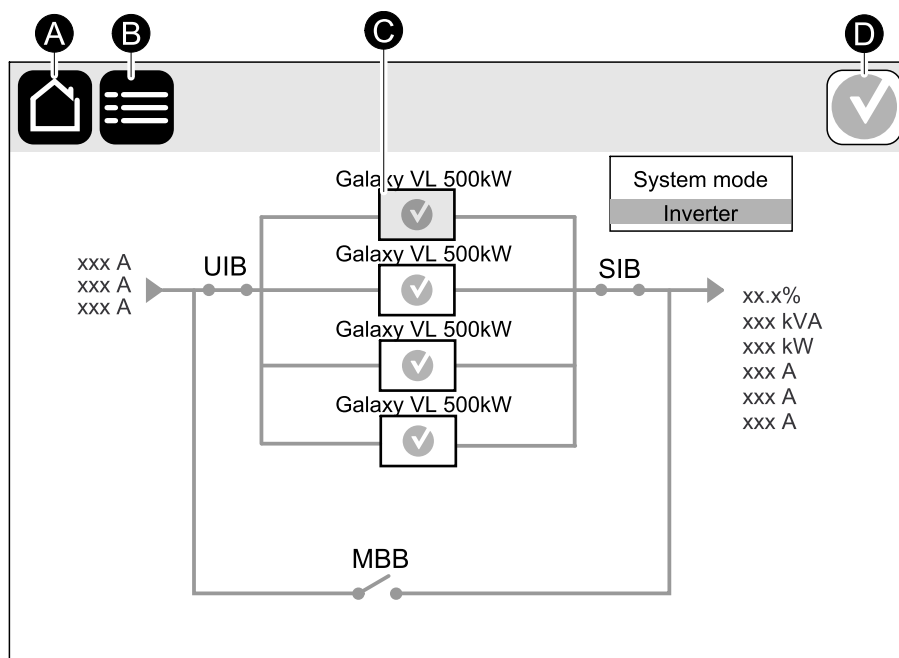 A B C D
Galaxy VL 500kW
System mode
Inverter
Galaxy VL 500kW
xxx A
xxx A
xxx A
UIB
SIB
xx.x%
xxx kVA
xxx kW
xxx A
xxx A
xxx A
Galaxy VL 500kW
Galaxy VL 500kW
MBB